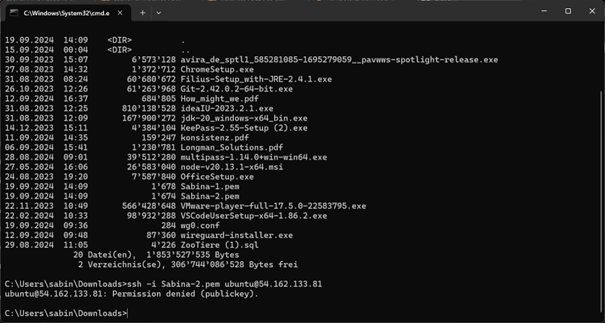 C:\Windows\System32\cmd.e
19.09.2024 14:09 <DIR> .
15.09.2024 00:04 <DIR> ..
30.09.2023 15:07 6'573'128 avira_de_sptl1_585281085-1695279059__pavwws-spotlight-release.exe
27.08.2023 14:32 1'372'712 ChromeSetup.exe
31.08.2023 08:24 60'680'672 Filius-Setup_with-JRE-2.4.1.exe
26.10.2023 12:26 61'263'968 Git-2.42.0.2-64-bit.exe
12.09.2024 16:37 684'805 How_might_we.pdf
31.08.2023 12:25 810'138'528 ideaIU-2023.2.1.exe
31.08.2023 12:09 167'900'272 jdk-20_windows-x64_bin.exe
14.12.2023 15:11 4'384'104 KeePass-2.55-Setup (2).exe
11.09.2024 14:35 159'247 konsistenz.pdf
06.09.2024 15:41 1'230'781 Longman_Solutions.pdf
28.08.2024 09:01 39'512'280 multipass-1.14.0+win-win64.exe
27.05.2024 16:06 26'583'040 node-v20.13.1-x64.msi
24.08.2023 19:20 7'587'840 OfficeSetup.exe
19.09.2024 14:09 1'678 Sabina-1.pem
19.09.2024 14:09 1'674 Sabina-2.pem
22.11.2023 10:49 566'428'648 VMware-player-full-17.5.0-22583795.exe
22.02.2024 10:33 98'932'288 VSCodeUserSetup-x64-1.86.2.exe
19.09.2024 09:36 284 wg0.conf
12.09.2024 09:48 87'360 wireguard-installer.exe
29.08.2024 11:05 4'226 ZooTiere (1).sql
20 Datei(en), 1'853'527'535 Bytes
2 Verzeichnis(se), 306'744'086'528 Bytes frei
C:\Users\sabin\Downloads>ssh -i Sabina-2.pem ubuntu@54.162.133.81
ubuntu@54.162.133.81: Permission denied (publickey).
C:\Users\sabin\Downloads>